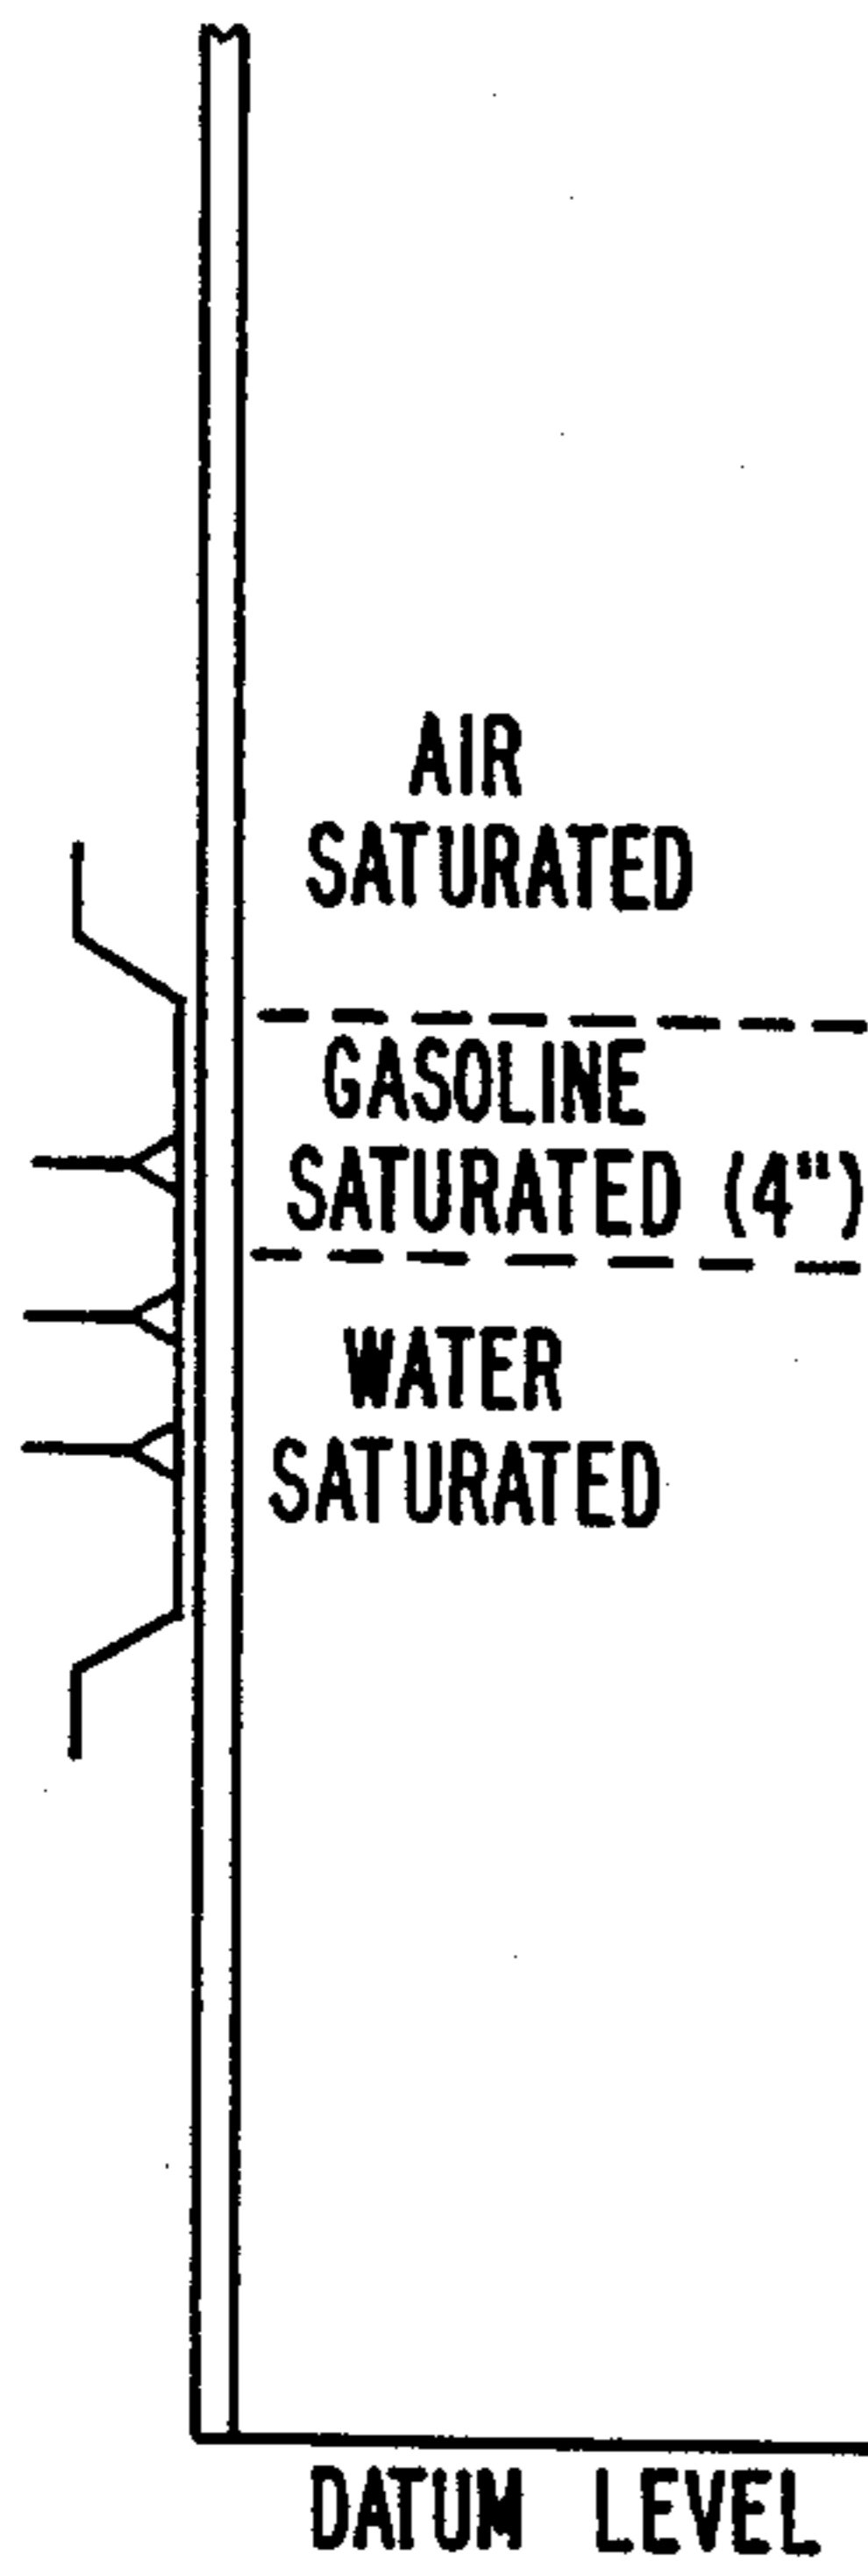 AIR
SATURATED
GASOLINE
SATURATED (4")
WATER
SATURATED
DATUM LEVEL